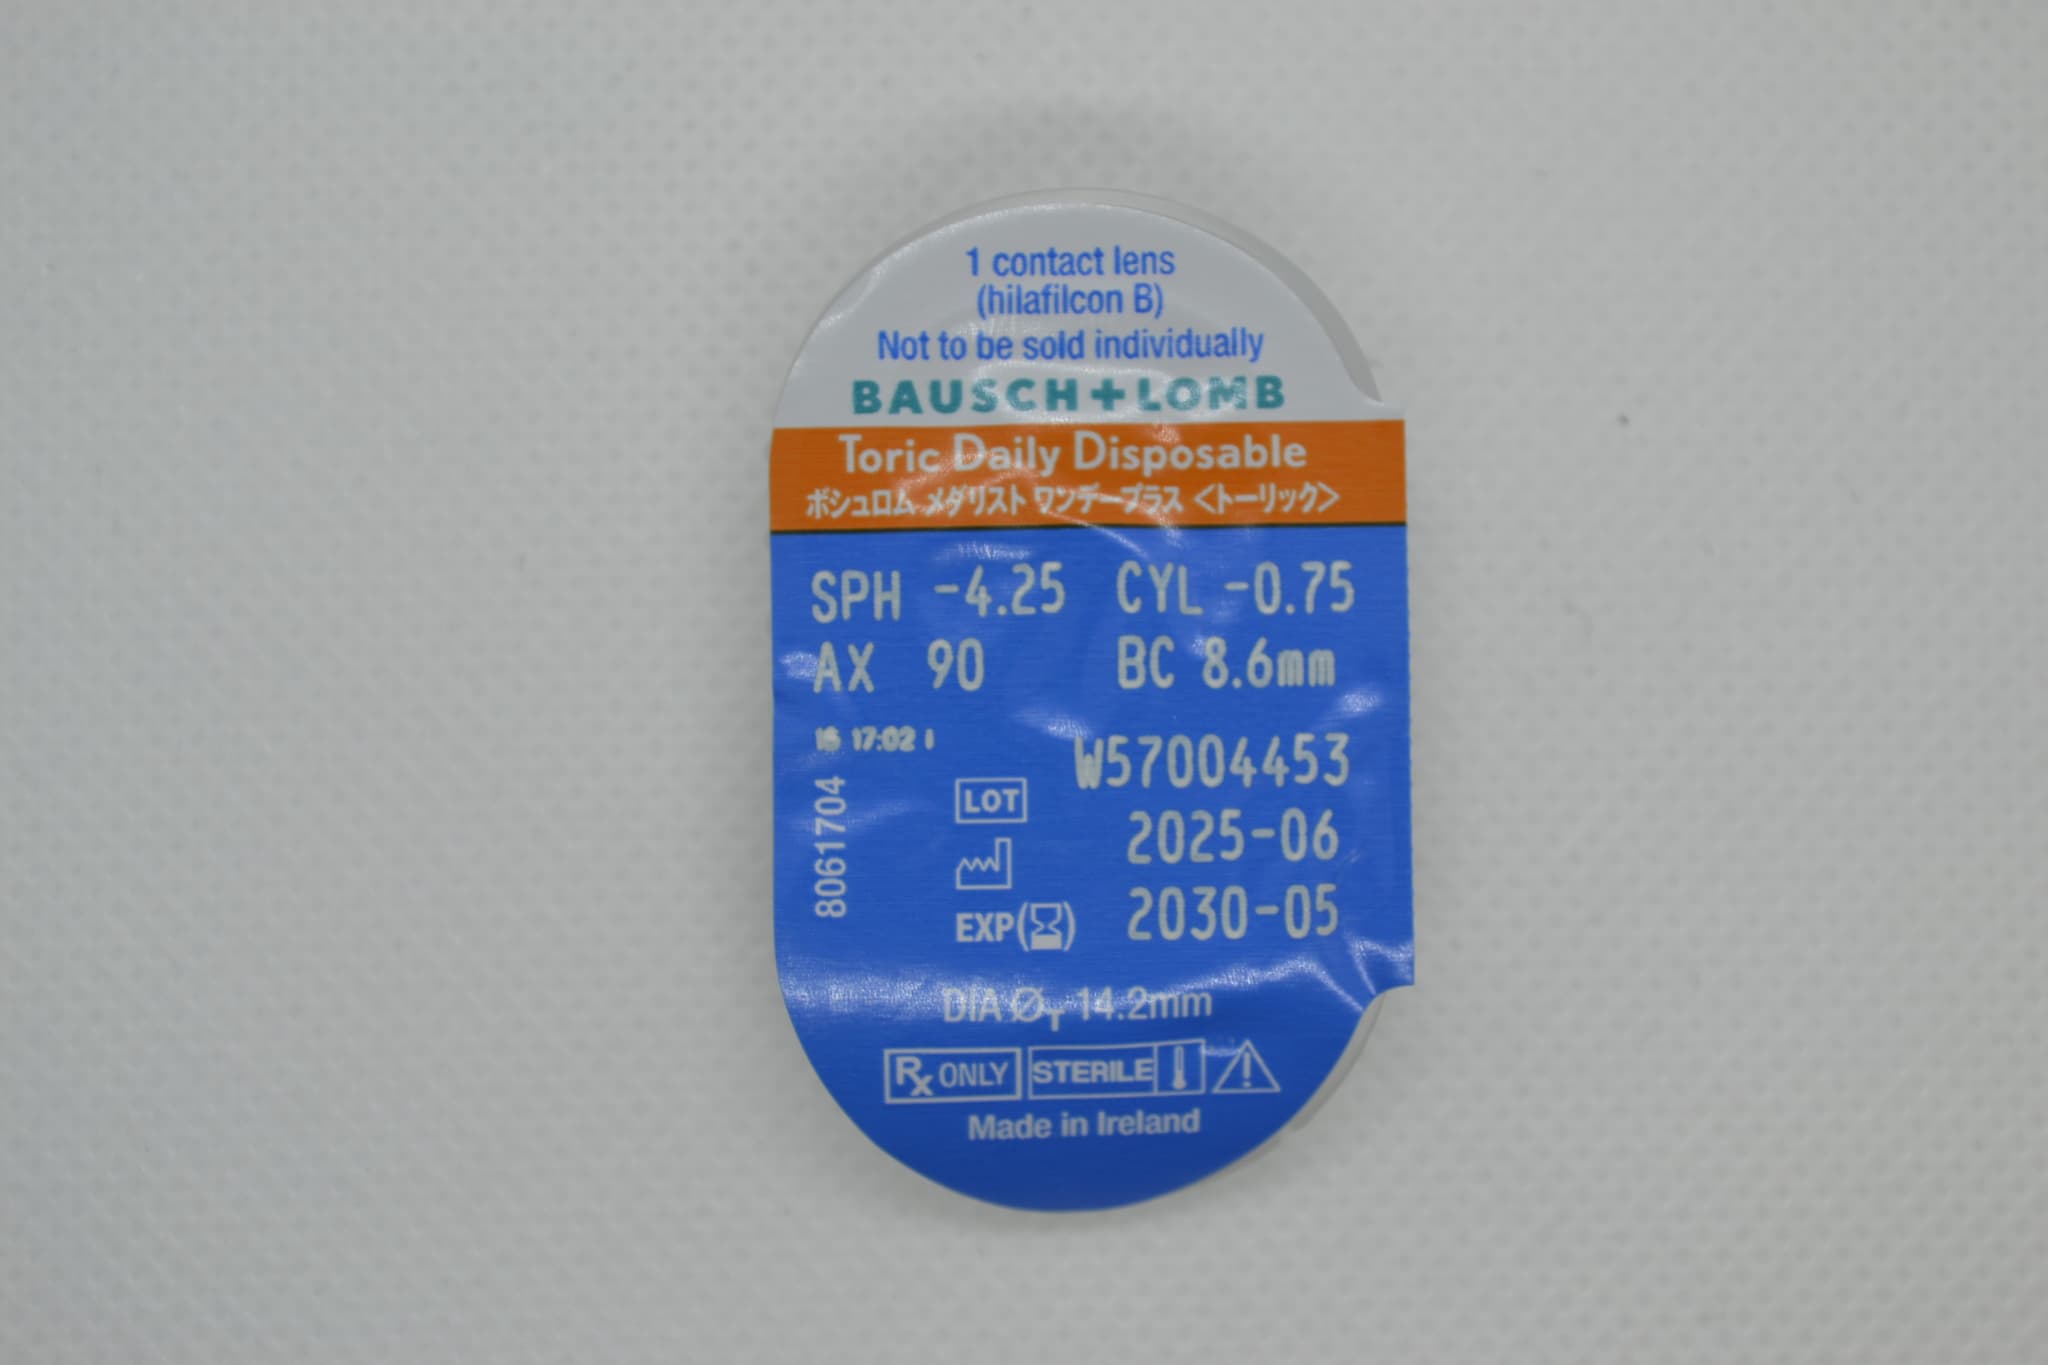 1 contact lens
(hilafilcon B)
Not to be sold individually
BAUSCH+LOMB
Toric Daily Disposable
ボシュロム メダリスト ワンデープラス <トーリック>
SPH -4.25 CYL -0.75
AX 90 BC 8.6mm
17:02
8061704
LOT W57004453
2025-06
EXP 2030-05
DIA ØT 14.2mm
Rx ONLY STERILE
Made in Ireland